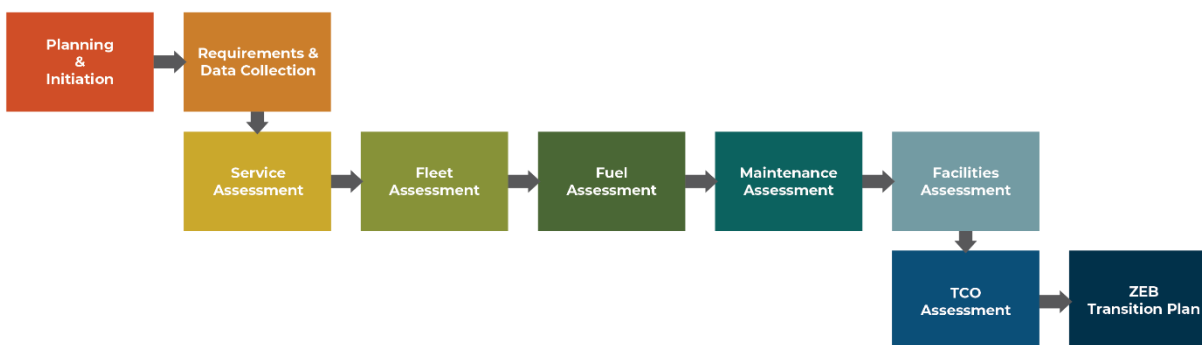 Planning
&
Initiation
Requirements &
Data Collection
Service
Assessment
Fleet
Assessment
Fuel
Assessment
Maintenance
Assessment
Facilities
Assessment
TCO
Assessment
ZEB
Transition Plan